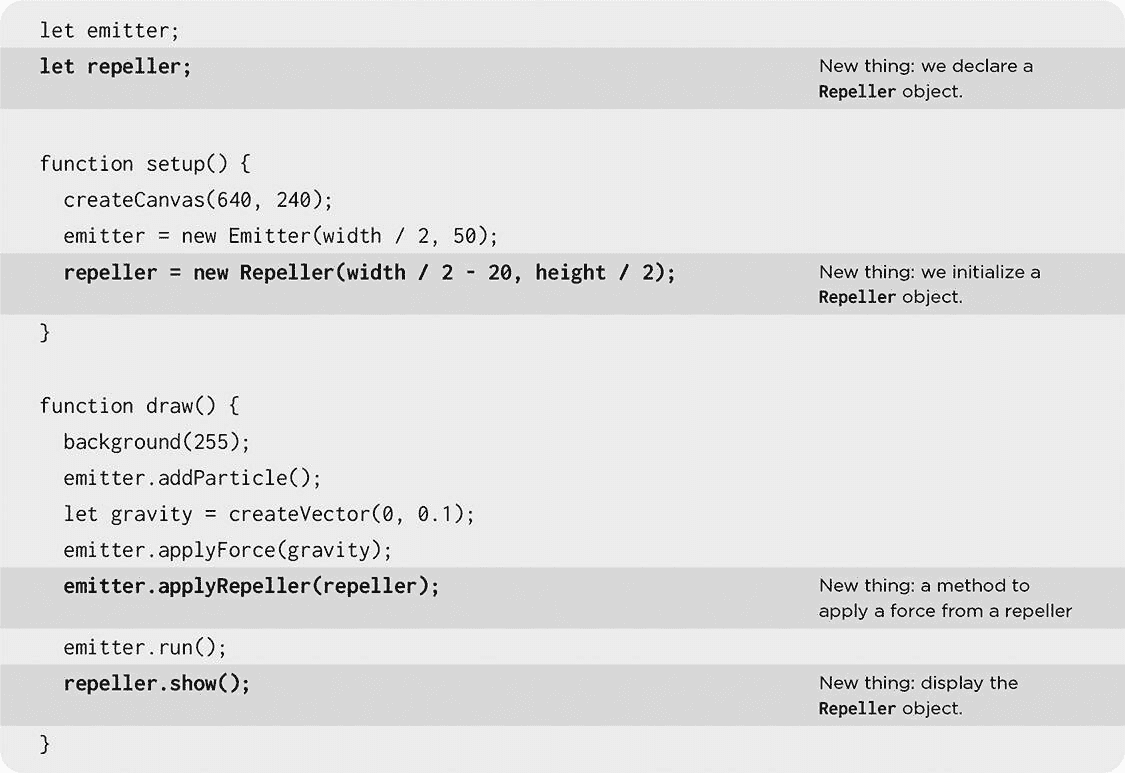 let emitter;
let repeller;
New thing: we declare a
Repeller object.
function setup() {
createCanvas(640, 240);
emitter = new Emitter(width / 2, 50);
repeller = new Repeller(width / 2 - 20, height / 2);
New thing: we initialize a
Repeller object.
}
function draw() {
background(255);
emitter.addParticle();
let gravity = createVector(0, 0.1);
emitter.applyForce(gravity);
emitter.applyRepeller(repeller);
New thing: a method to
apply a force from a repeller
emitter.run();
repeller.show();
New thing: display the
Repeller object.
}